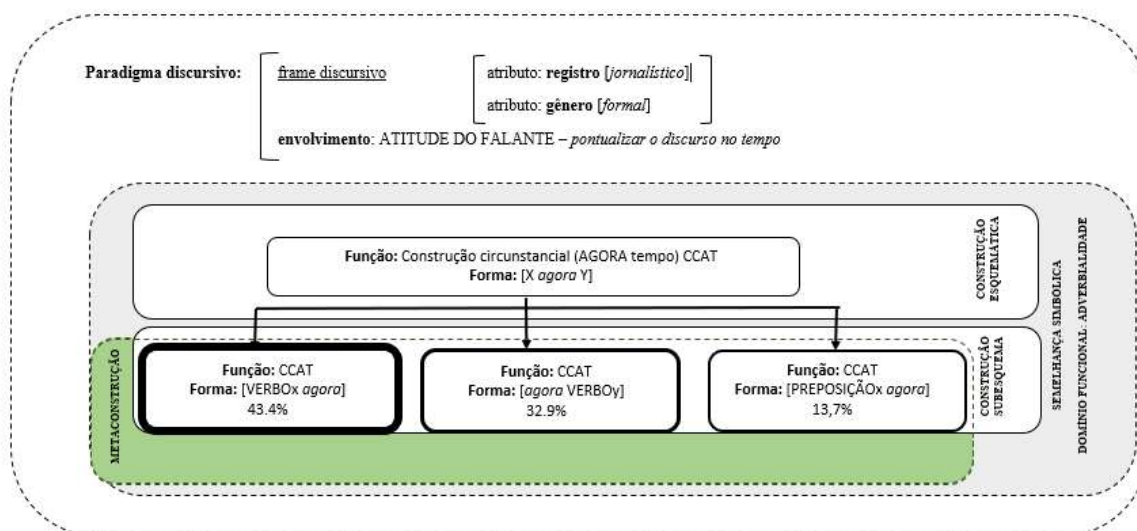 Paradigma discursivo:
frame discursivo
atributo: registro [jornalístico]|
atributo: gênero [formal]
envolvimento: ATITUDE DO FALANTE – pontualizar o discurso no tempo
Função: Construção circunstancial (AGORA tempo) CCAT
Forma: [X agora Y]
CONSTRUÇÃO
ESQUEMÁTICA
METACONSTRUÇÃO
Função: CCAT
Forma: [VERBOx agora]
43.4%
Função: CCAT
Forma: [agora VERBOy]
32.9%
Função: CCAT
Forma: [PREPOSIÇÃOx agora]
13,7%
CONSTRUÇÃO
SUBESQUEMA
SEMELHANÇA SIMBÓLICA
DOMÍNIO FUNCIONAL: ADVERBIALIDADE